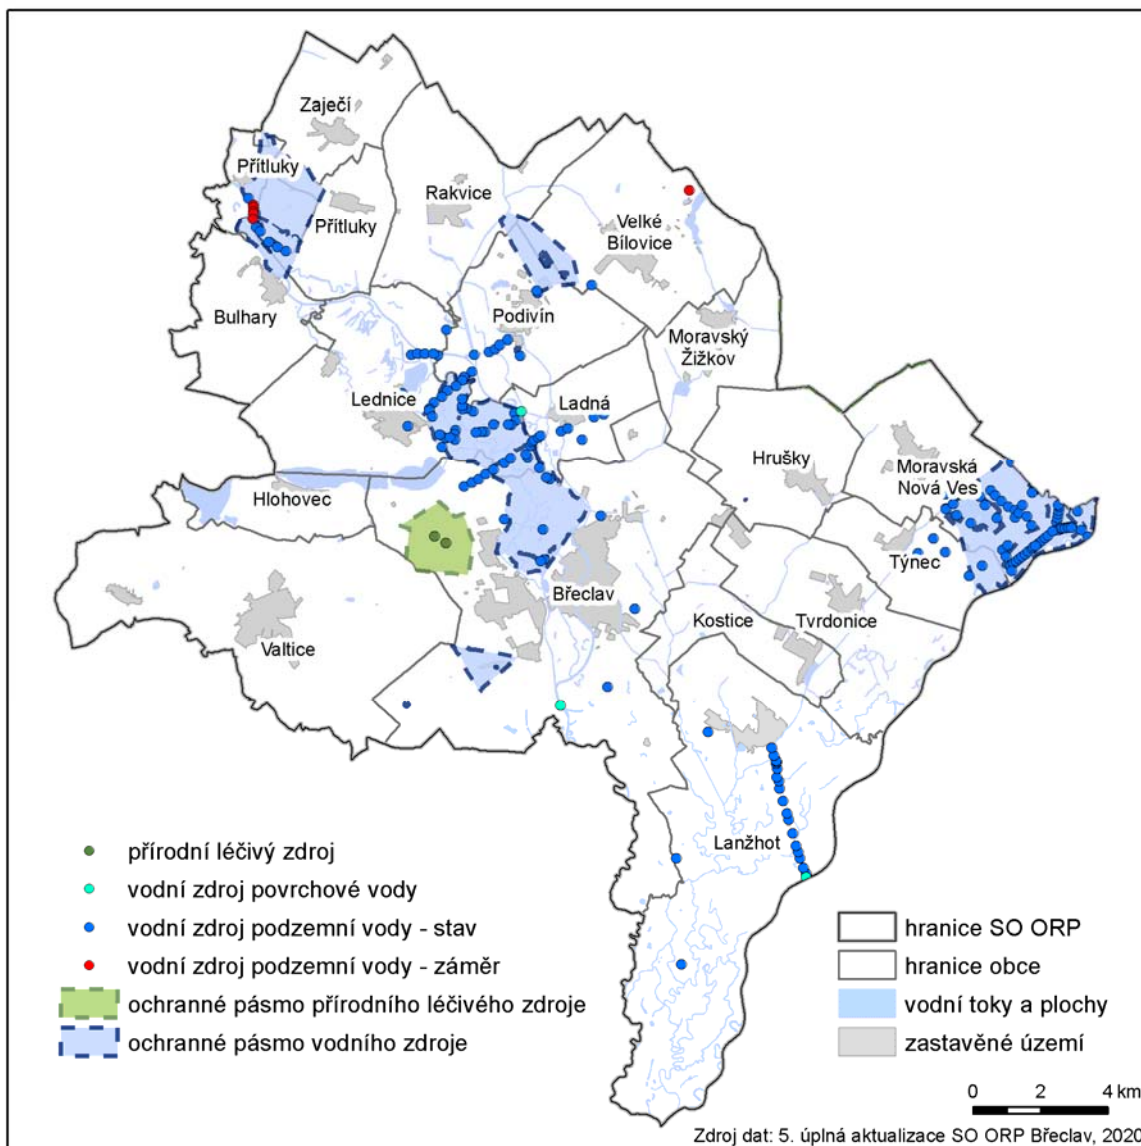 Zaječí
Přítluky
Přítluky
Rakvice
Velké
Bílovice
Bulhary
Podivín
Moravský
Žižkov
Lednice
Ladná
Hrušky
Moravská
Nová Ves
Hlohovec
Týnec
Břeclav
Kostice
Tvrdonice
Valtice
Lanžhot
přírodní léčivý zdroj
vodní zdroj povrchové vody
vodní zdroj podzemní vody - stav
vodní zdroj podzemní vody - záměr
ochranné pásmo přírodního léčivého zdroje
ochranné pásmo vodního zdroje
hranice SO ORP
hranice obce
vodní toky a plochy
zastavěné území
0 2 4 km
Zdroj dat: 5. úplná aktualizace SO ORP Břeclav, 2020